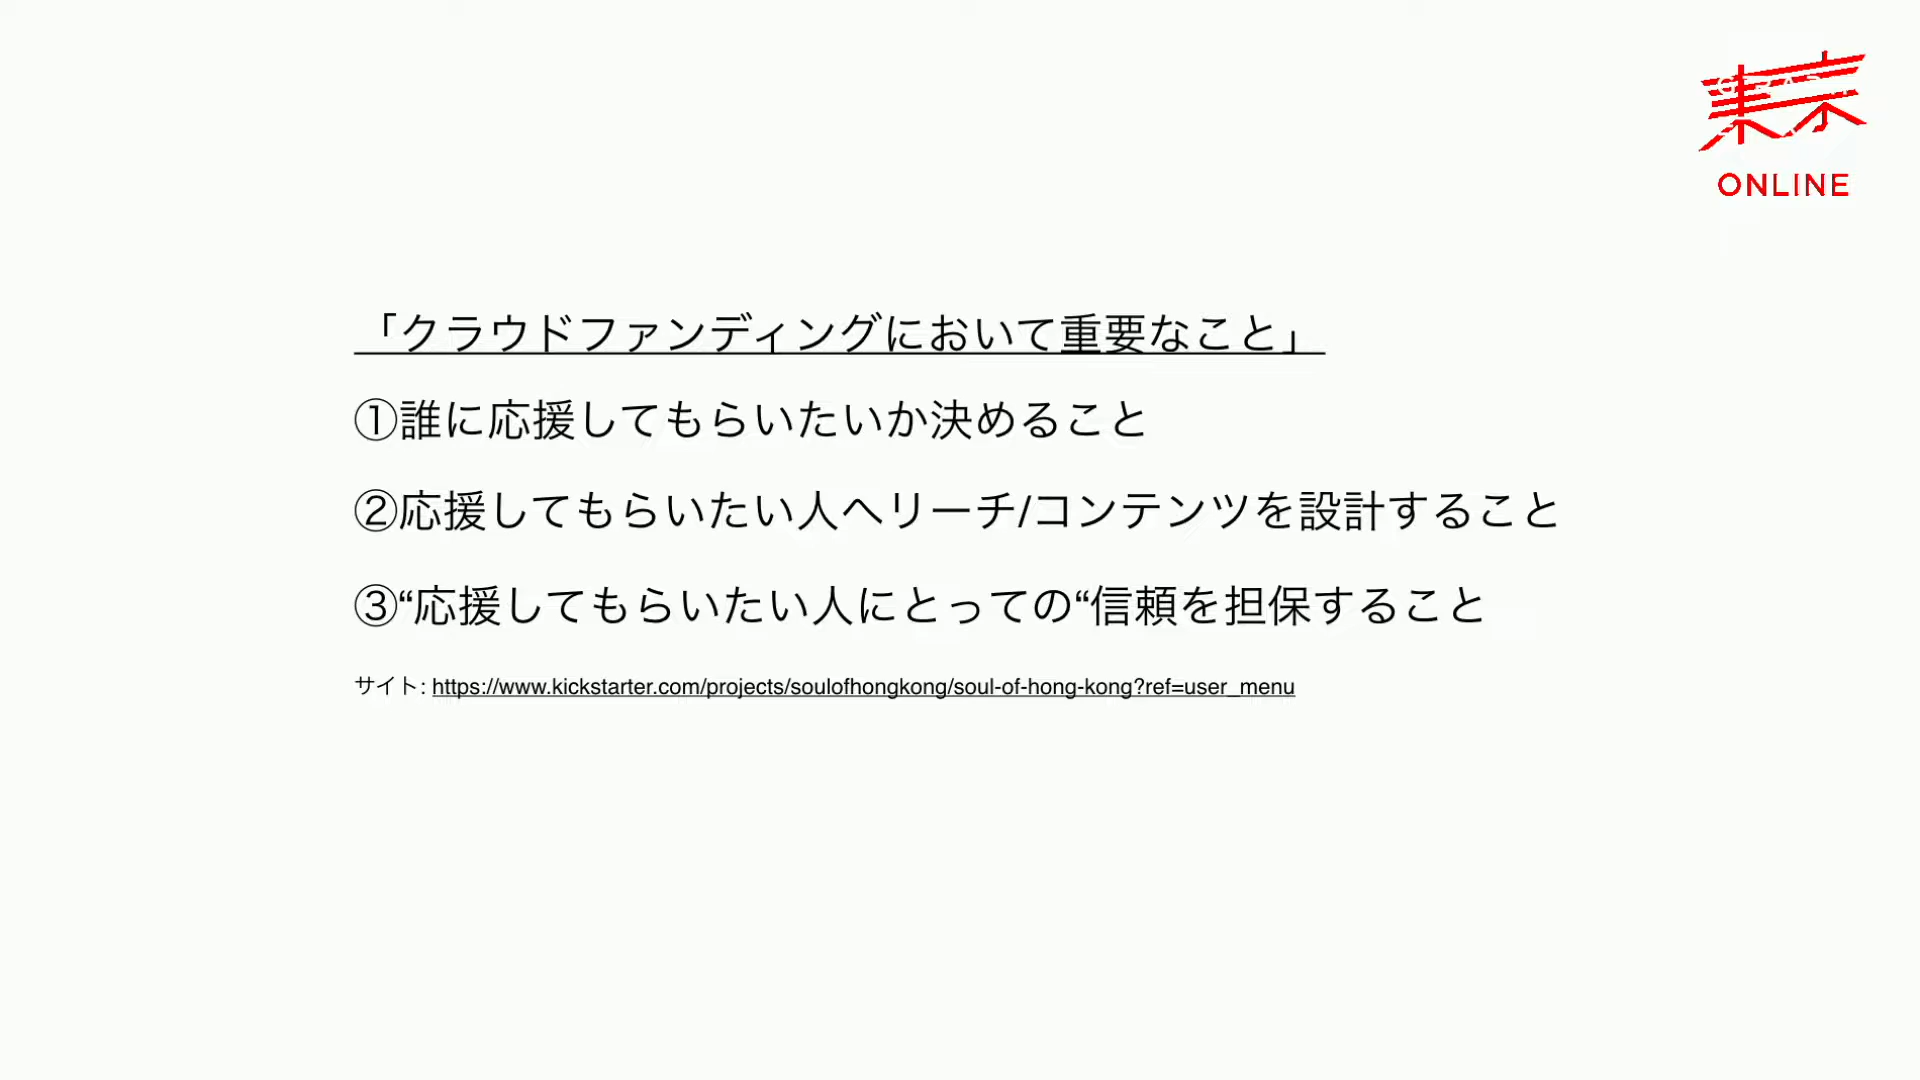 東京
ONLINE
「クラウドファンディングにおいて重要なこと」
①誰に応援してもらいたいか決めること
②応援してもらいたい人へリーチ/コンテンツを設計すること
③“応援してもらいたい人にとっての“信頼を担保すること
サイト: https://www.kickstarter.com/projects/soulofhongkong/soul-of-hong-kong?ref=user_menu